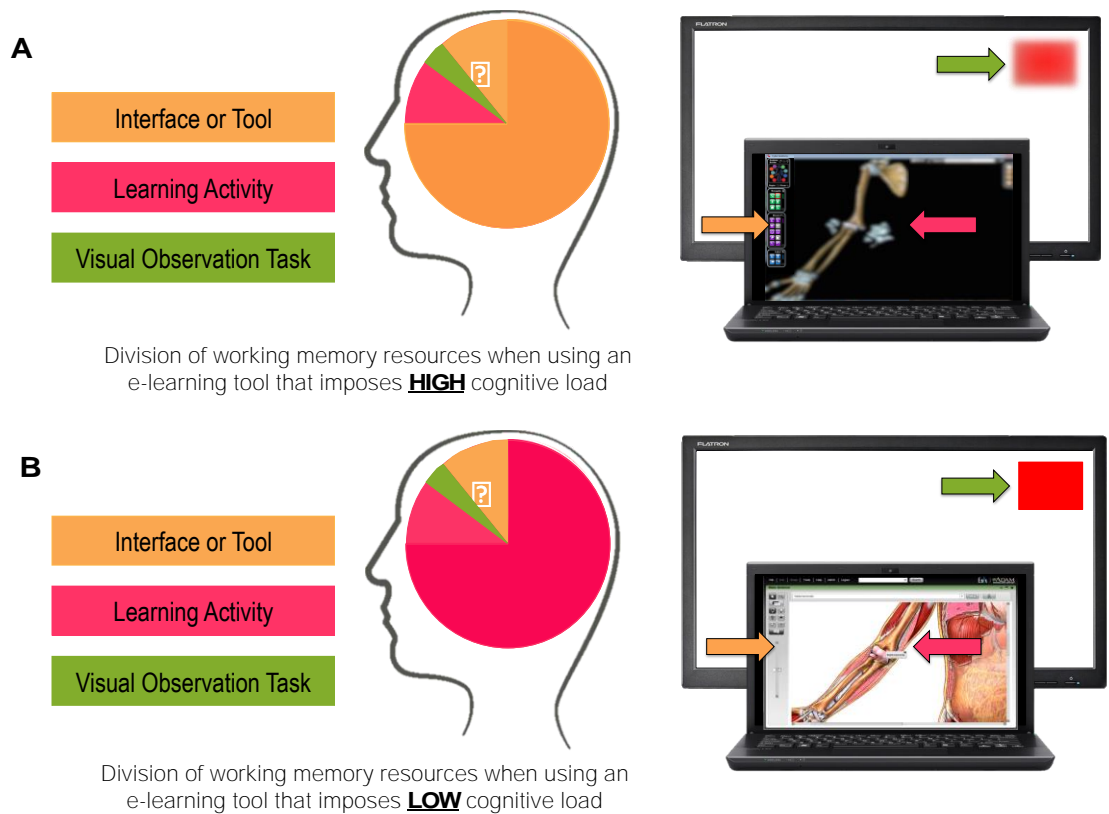 A
FLATRON
Interface or Tool
Learning Activity
Visual Observation Task
?
Division of working memory resources when using an
e-learning tool that imposes HIGH cognitive load
B
FLATRON
Interface or Tool
Learning Activity
Visual Observation Task
?
Division of working memory resources when using an
e-learning tool that imposes LOW cognitive load